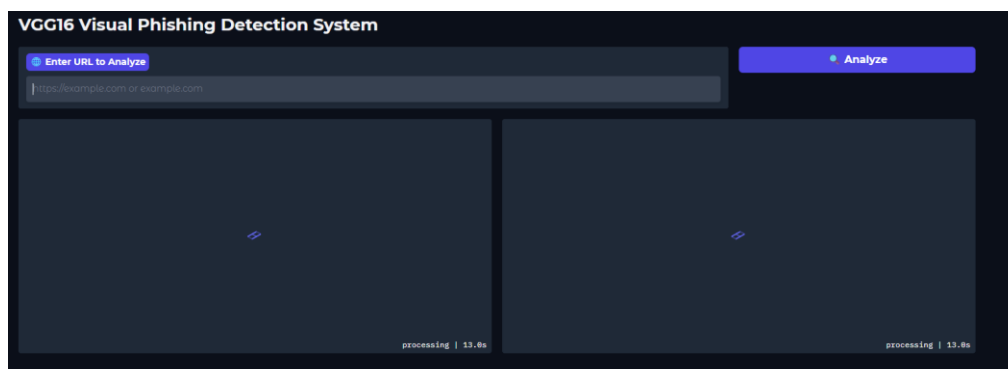 VGG16 Visual Phishing Detection System
Enter URL to Analyze
Analyze
https://example.com or example.com
processing | 13.0s
processing | 13.0s